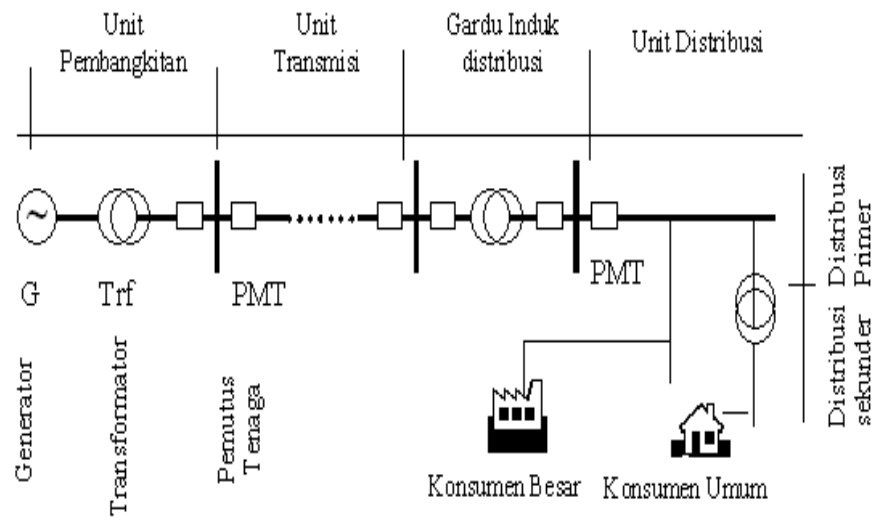 Unit
Pembangkitan
Unit
Transmisi
Gardu Induk
distribusi
Unit Distribusi
~
G
Trf
PMT
PMT
Generator
Transformator
Pemutus
Tenaga
Distribusi
Primer
Distribusi
sekunder
Konsumen Besar
Konsumen Umum